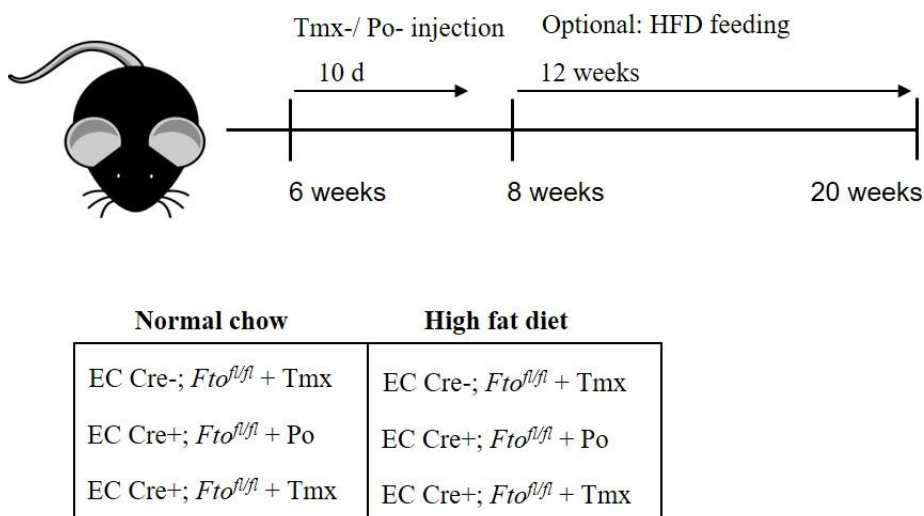 Tmx-/ Po- injection
Optional: HFD feeding
10 d
12 weeks
6 weeks
8 weeks
20 weeks
Normal chow
High fat diet
EC Cre-; Fto^fl/fl + Tmx
EC Cre+; Fto^fl/fl + Po
EC Cre+; Fto^fl/fl + Tmx
EC Cre-; Fto^fl/fl + Tmx
EC Cre+; Fto^fl/fl + Po
EC Cre+; Fto^fl/fl + Tmx